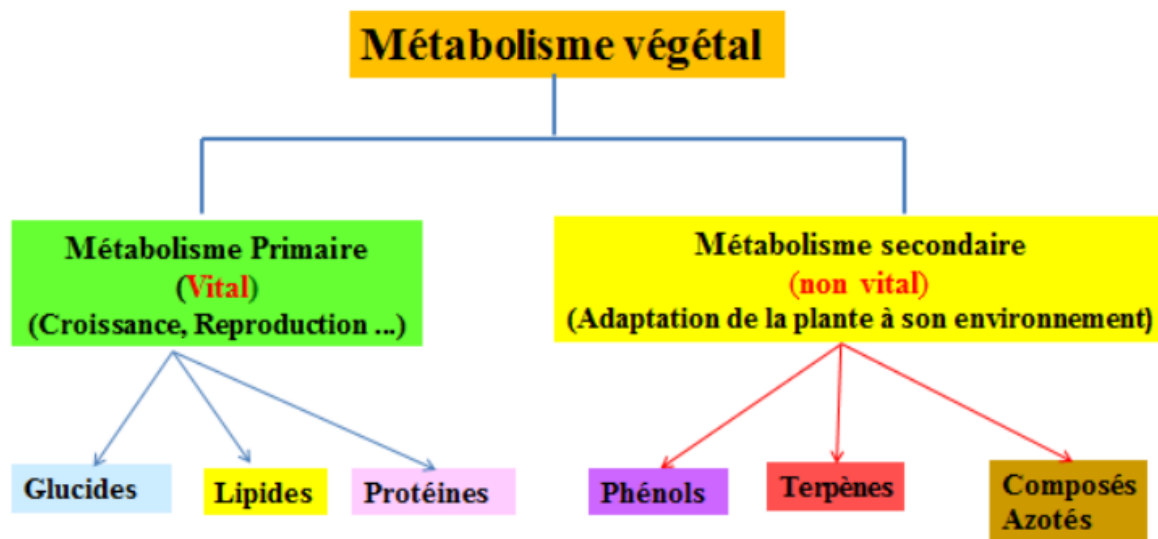 Métabolisme végétal
Métabolisme Primaire
(Vital)
(Croissance, Reproduction ...)
Métabolisme secondaire
(non vital)
(Adaptation de la plante à son environnement)
Glucides
Lipides
Protéines
Phénols
Terpènes
Composés
Azotés